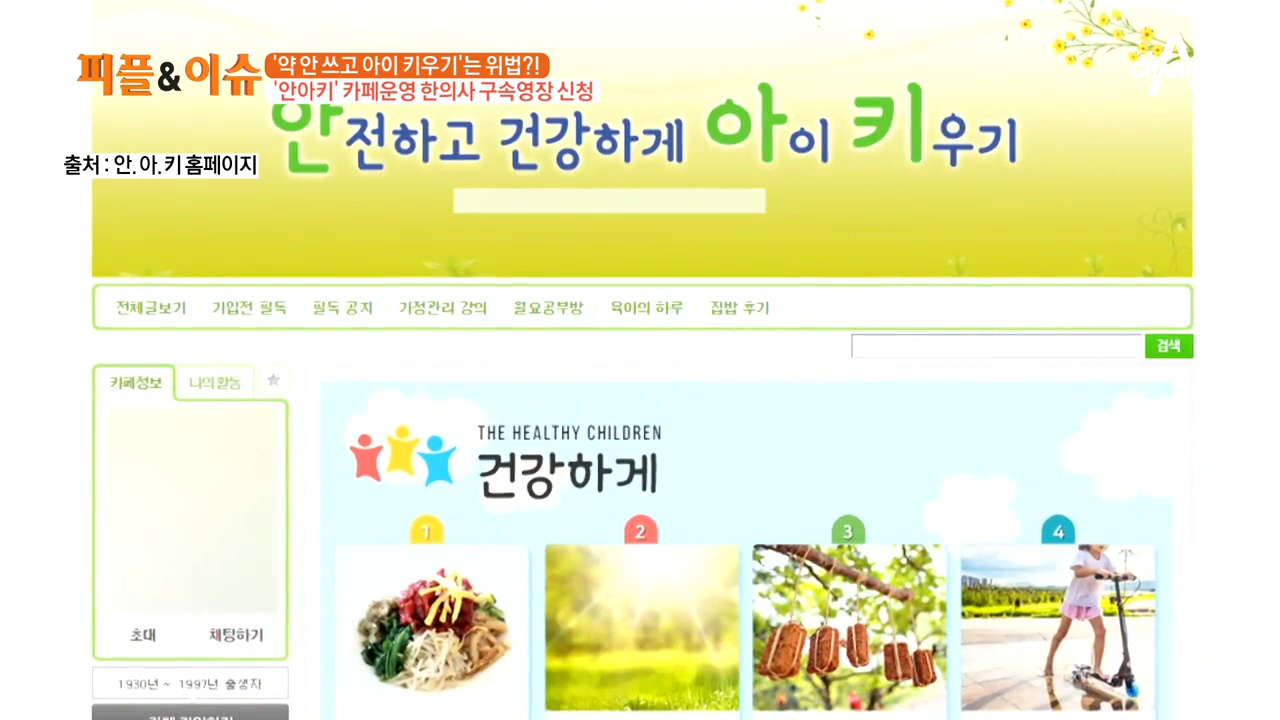 피플&이슈
'약 안 쓰고 아이 키우기'는 위법?!
'안아키' 카페운영 한의사 구속영장 신청
안전하고 건강하게 아이 키우기
출처 : 안. 아. 키 홈페이지
전체글보기 가입전 필독 필독 공지 가정관리 강의 월요공부방 육아의 하루 집밥 후기
검색
카페정보 나의활동
THE HEALTHY CHILDREN
건강하게
1 2 3 4
초대 채팅하기
1930년 ~ 1997년 출생자